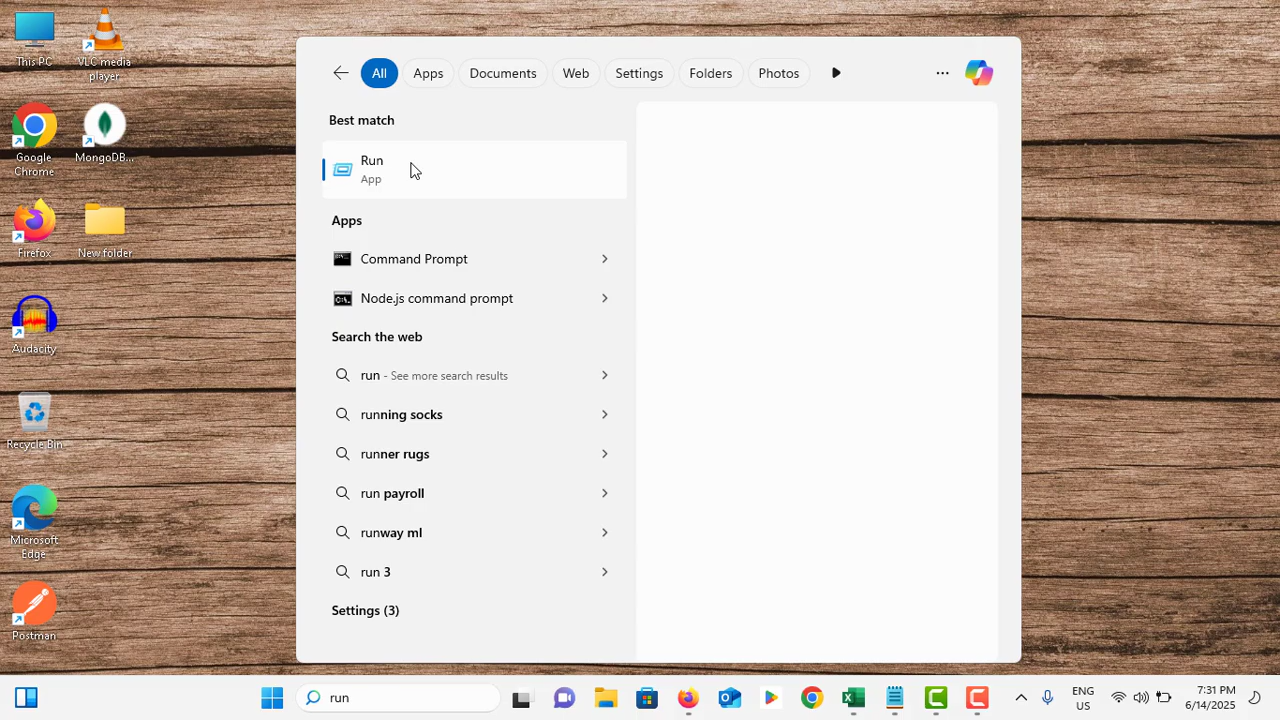 This PC
VLC media
player
Google
Chrome
MongoDB...
Firefox
New folder
Audacity
Recycle Bin
Microsoft
Edge
Postman
All
Apps
Documents
Web
Settings
Folders
Photos
Best match
Run
App
Apps
Command Prompt
Node.js command prompt
Search the web
run - See more search results
running socks
runner rugs
run payroll
runway ml
run 3
Settings (3)
run
ENG
US
7:31 PM
6/14/2025